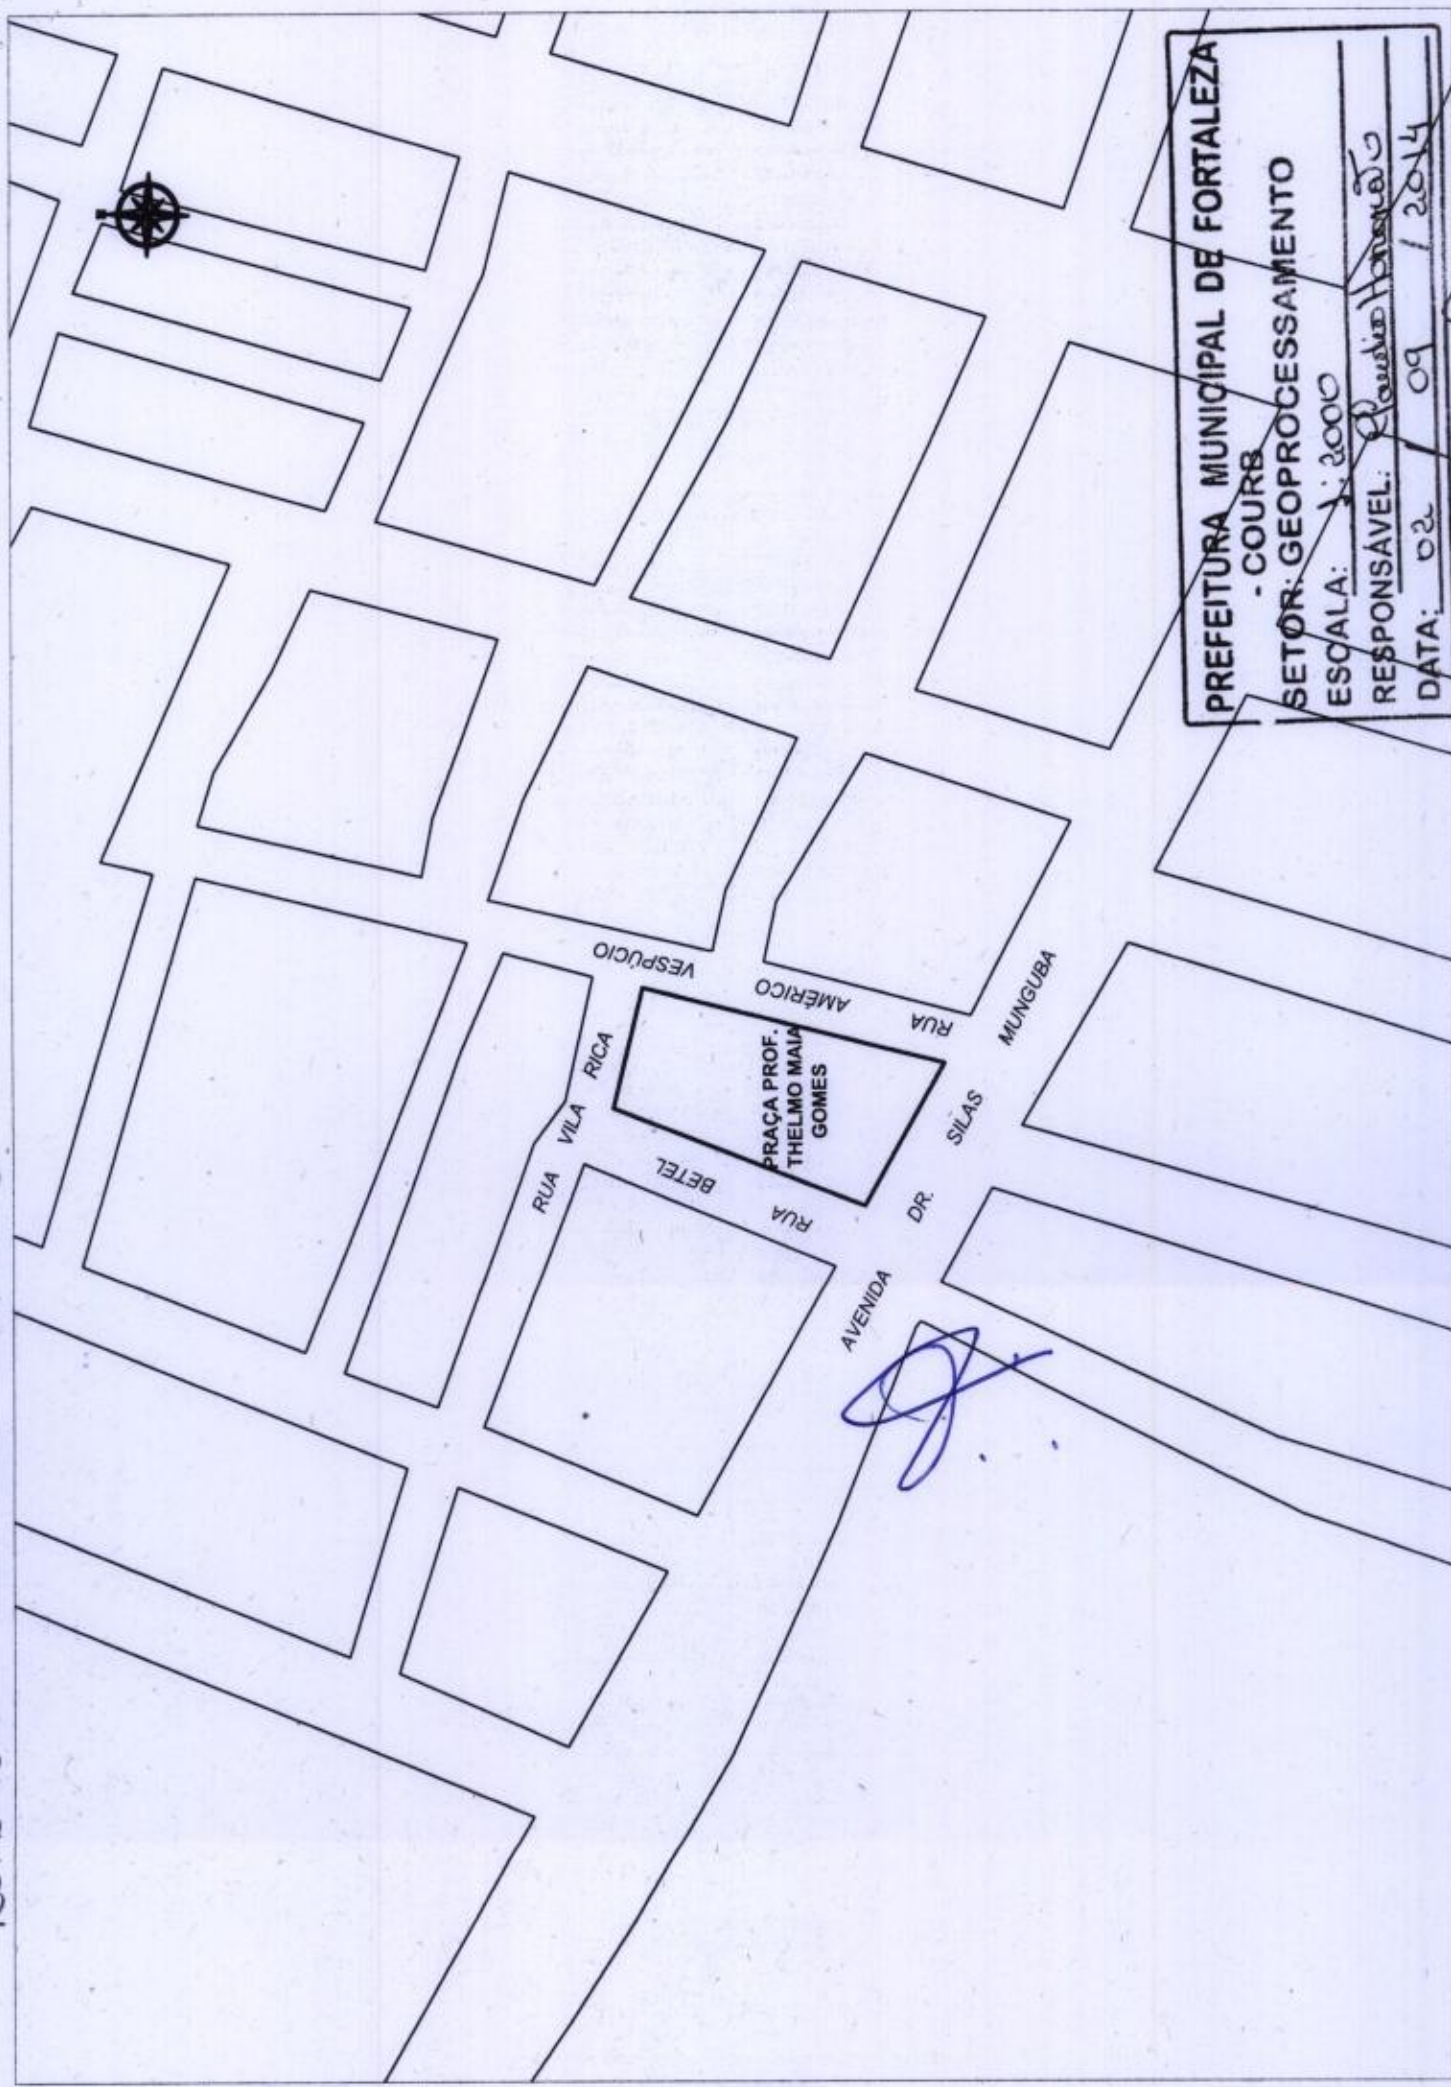 RUA VILA RICA
RUA AMÉRICO VESPÚCIO
RUA BETEL
PRAÇA PROF.
THELMO MAIA
GOMES
AVENIDA DR. SILAS MUNGUBA
PREFEITURA MUNICIPAL DE FORTALEZA
- COURB
SETOR: GEOPROCESSAMENTO
ESCALA: 1:2000
RESPONSÁVEL:
DATA: 02 / 09 / 2014